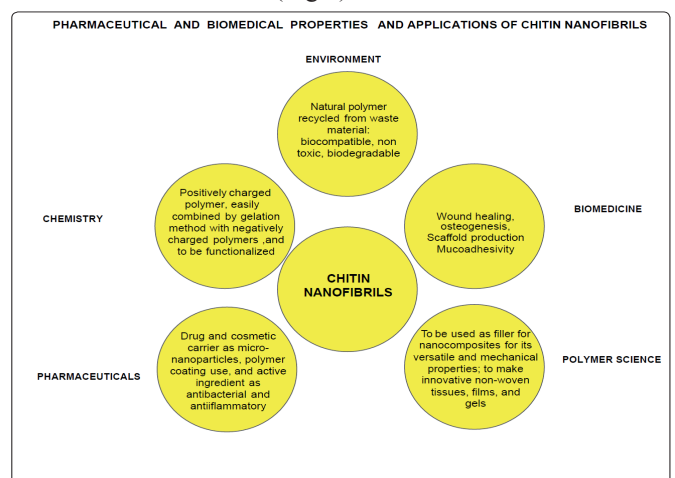 PHARMACEUTICAL AND BIOMEDICAL PROPERTIES AND APPLICATIONS OF CHITIN NANOFIBRILS
ENVIRONMENT
Natural polymer
recycled from waste
material:
biocompatible, non
toxic, biodegradable
CHEMISTRY
Positively charged
polymer, easily
combined by gelation
method with negatively
charged polymers ,and
to be functionalized
BIOMEDICINE
Wound healing,
osteogenesis,
Scaffold production
Mucoadhesivity
CHITIN
NANOFIBRILS
PHARMACEUTICALS
Drug and cosmetic
carrier as micro-
nanoparticles, polymer
coating use, and active
ingredient as
antibacterial and
antiiflammatory
To be used as filler for
nanocomposites for its
versatile and mechanical
properties; to make
innovative non-woven
tissues, films, and
gels
POLYMER SCIENCE